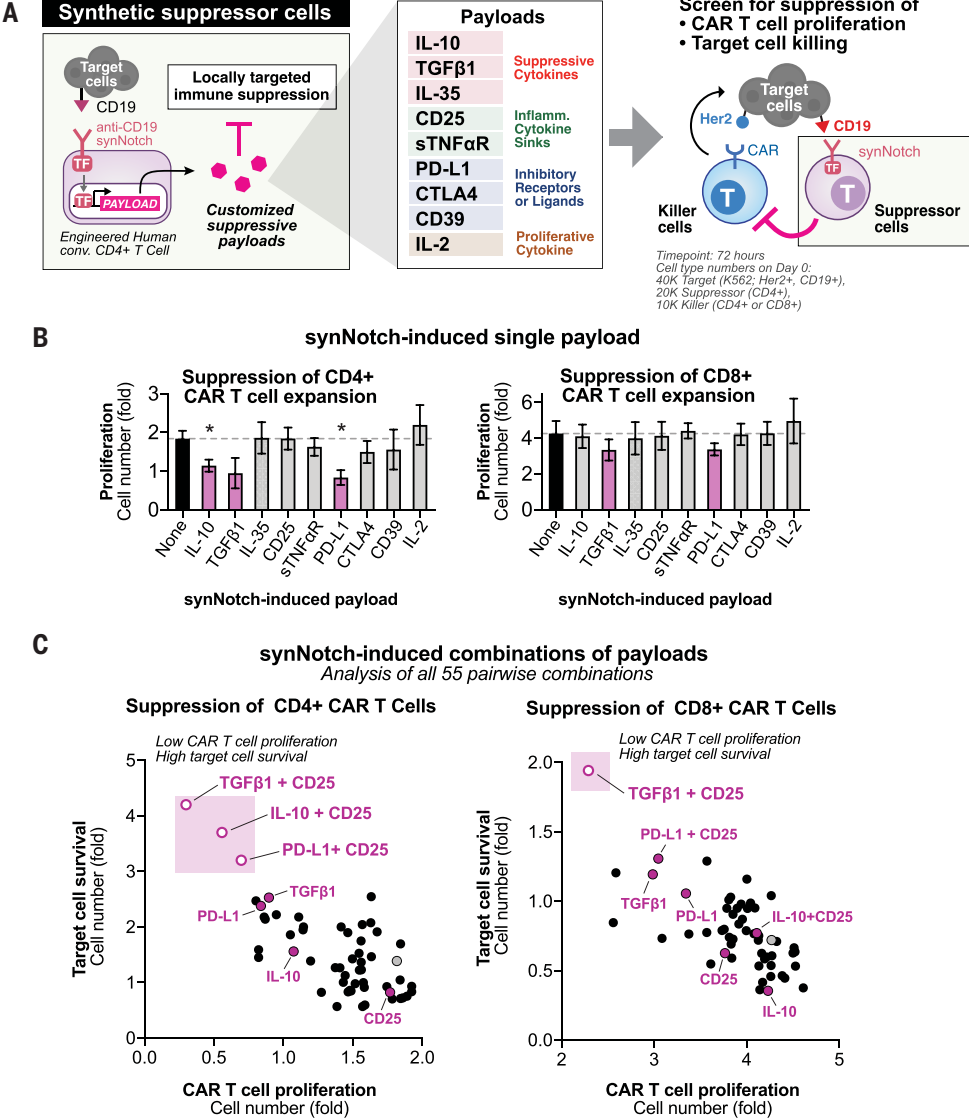 A
Synthetic suppressor cells
Target
cells
CD19
anti-CD19
synNotch
TF
TF
PAYLOAD
Engineered Human
conv. CD4+ T Cell
Locally targeted
immune suppression
Customized
suppressive
payloads
Payloads
IL-10
TGFβ1
IL-35
Suppressive
Cytokines
CD25
sTNFαR
Inflamm.
Cytokine
Sinks
PD-L1
CTLA4
CD39
Inhibitory
Receptors
or Ligands
IL-2
Proliferative
Cytokine
Screen for suppression of
• CAR T cell proliferation
• Target cell killing
Target
cells
Her2
CD19
CAR
synNotch
TF
T
T
Killer
cells
Suppressor
cells
Timepoint: 72 hours
Cell type numbers on Day 0:
40K Target (K562; Her2+, CD19+),
20K Suppressor (CD4+),
10K Killer (CD4+ or CD8+)
B
synNotch-induced single payload
Suppression of CD4+
CAR T cell expansion
Proliferation
Cell number (fold)
3
2
1
0
*
*
None
IL-10
TGFβ1
IL-35
CD25
sTNFαR
PD-L1
CTLA4
CD39
IL-2
synNotch-induced payload
Suppression of CD8+
CAR T cell expansion
Proliferation
Cell number (fold)
6
4
2
0
None
IL-10
TGFβ1
IL-35
CD25
sTNFαR
PD-L1
CTLA4
CD39
IL-2
synNotch-induced payload
C
synNotch-induced combinations of payloads
Analysis of all 55 pairwise combinations
Suppression of CD4+ CAR T Cells
Low CAR T cell proliferation
High target cell survival
Target cell survival
Cell number (fold)
5
4
3
2
1
0
TGFβ1 + CD25
IL-10 + CD25
PD-L1+ CD25
TGFβ1
PD-L1
IL-10
CD25
0.0
0.5
1.0
1.5
2.0
CAR T cell proliferation
Cell number (fold)
Suppression of CD8+ CAR T Cells
Low CAR T cell proliferation
High target cell survival
Target cell survival
Cell number (fold)
2.0
1.5
1.0
0.5
0.0
TGFβ1 + CD25
PD-L1 + CD25
TGFβ1
PD-L1
IL-10+CD25
CD25
IL-10
2
3
4
5
CAR T cell proliferation
Cell number (fold)